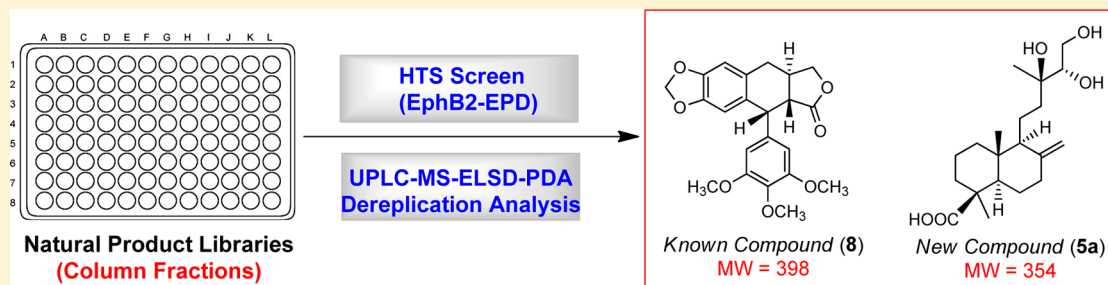 A B C D E F G H I J K L
1
2
3
4
5
6
7
8
Natural Product Libraries
(Column Fractions)
HTS Screen
(EphB2-EPD)
UPLC-MS-ELSD-PDA
Dereplication Analysis
H
O
O
O
H
H
O
H3CO
OCH3
OCH3
Known Compound (8)
MW = 398
OH
HO
OH
H
H
HOOC
New Compound (5a)
MW = 354